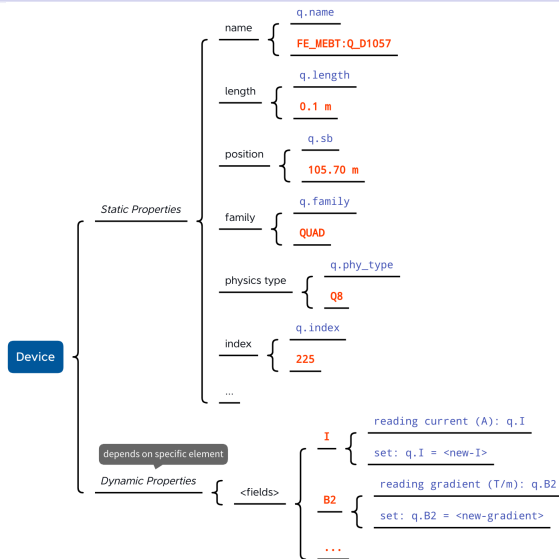 q.name
name
FE_MEBT:Q_D1057
q.length
length
0.1 m
q.sb
position
105.70 m
q.family
Static Properties
family
QUAD
q.phy_type
physics type
Q8
q.index
index
225
Device
...
reading current (A): q.I
I
depends on specific element
set: q.I = <new-I>
Dynamic Properties
<fields>
reading gradient (T/m): q.B2
B2
set: q.B2 = <new-gradient>
...